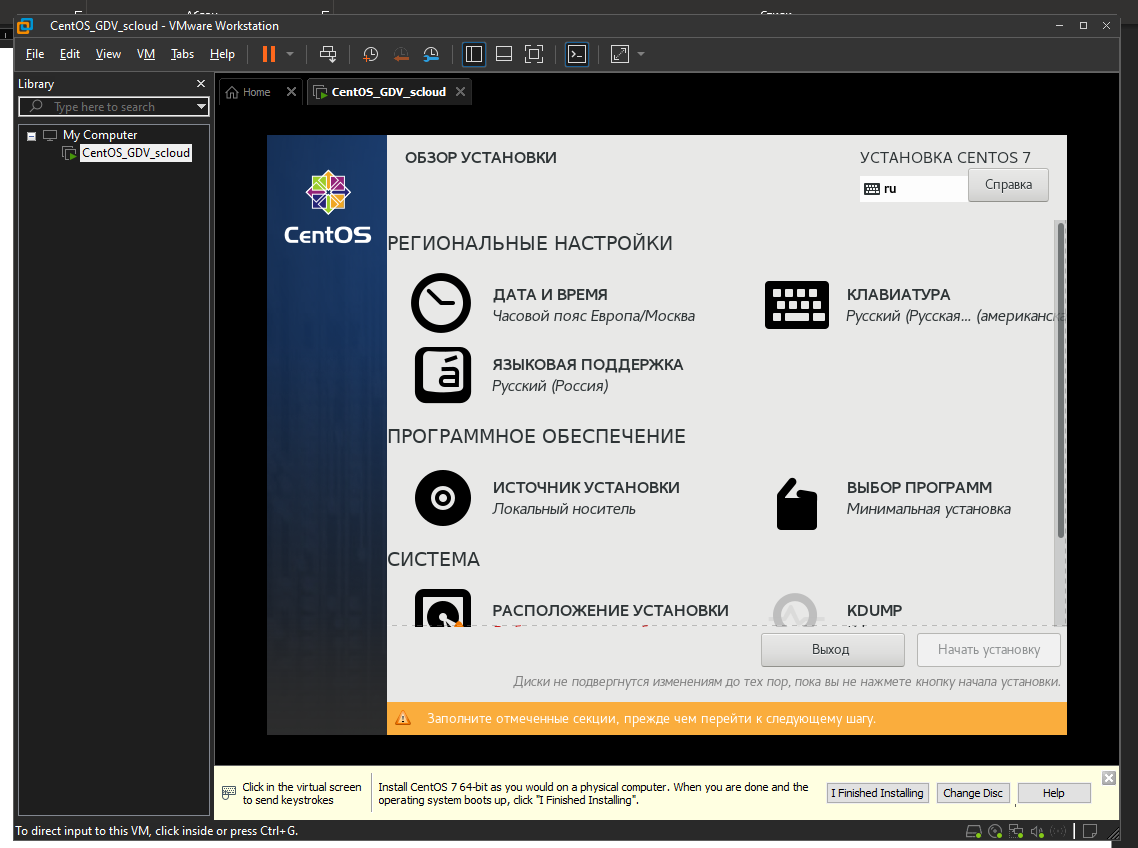 CentOS_GDV_scloud - VMware Workstation
File Edit View VM Tabs Help
Library
Type here to search
My Computer
CentOS_GDV_scloud
Home
CentOS_GDV_scloud
CentOS
ОБЗОР УСТАНОВКИ
УСТАНОВКА CENTOS 7
ru
Справка
РЕГИОНАЛЬНЫЕ НАСТРОЙКИ
ДАТА И ВРЕМЯ
Часовой пояс Европа/Москва
КЛАВИАТУРА
Русский (Русская... (американска
ЯЗЫКОВАЯ ПОДДЕРЖКА
Русский (Россия)
ПРОГРАММНОЕ ОБЕСПЕЧЕНИЕ
ИСТОЧНИК УСТАНОВКИ
Локальный носитель
ВЫБОР ПРОГРАММ
Минимальная установка
СИСТЕМА
РАСПОЛОЖЕНИЕ УСТАНОВКИ
KDUMP
Выход
Начать установку
Диски не подвергнутся изменениям до тех пор, пока вы не нажмете кнопку начала установки.
Заполните отмеченные секции, прежде чем перейти к следующему шагу.
Click in the virtual screen
to send keystrokes
Install CentOS 7 64-bit as you would on a physical computer. When you are done and the
operating system boots up, click "I Finished Installing".
I Finished Installing
Change Disc
Help
To direct input to this VM, click inside or press Ctrl+G.